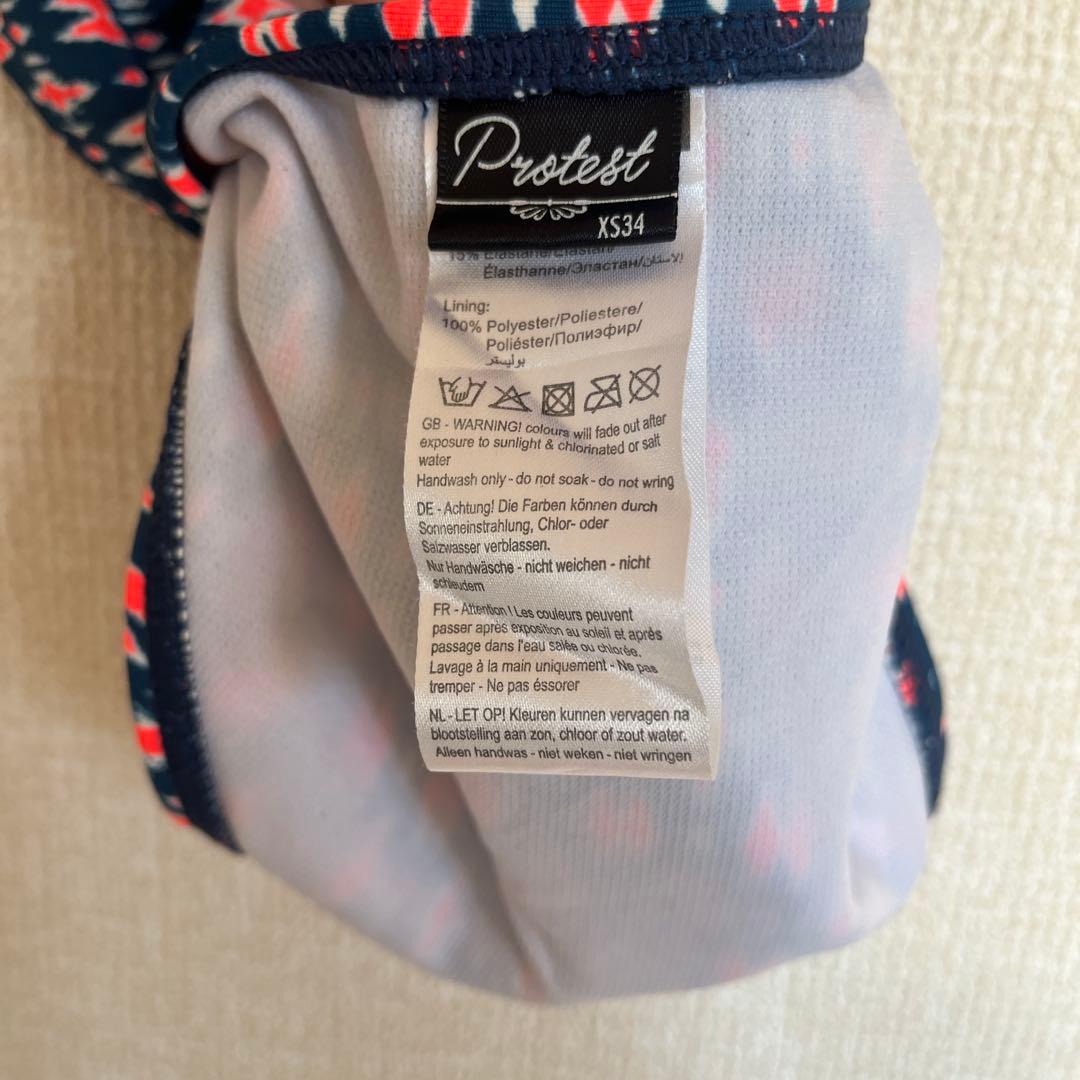 Protest
XS34
15% Elastane/Elastan/
Élasthanne/Эластан/الاستان
Lining:
100% Polyester/Poliestere/
Poliéster/Полиэфир/
بوليستر
GB - WARNING! colours will fade out after
exposure to sunlight & chlorinated or salt
water
Handwash only - do not soak - do not wring
DE - Achtung! Die Farben können durch
Sonneneinstrahlung, Chlor- oder
Salzwasser verblassen.
Nur Handwäsche - nicht weichen - nicht
schleudern
FR - Attention ! Les couleurs peuvent
passer après exposition au soleil et après
passage dans l'eau salée ou chlorée.
Lavage à la main uniquement - Ne pas
tremper - Ne pas éssorer
NL - LET OP! Kleuren kunnen vervagen na
blootstelling aan zon, chloor of zout water.
Alleen handwas - niet weken - niet wringen